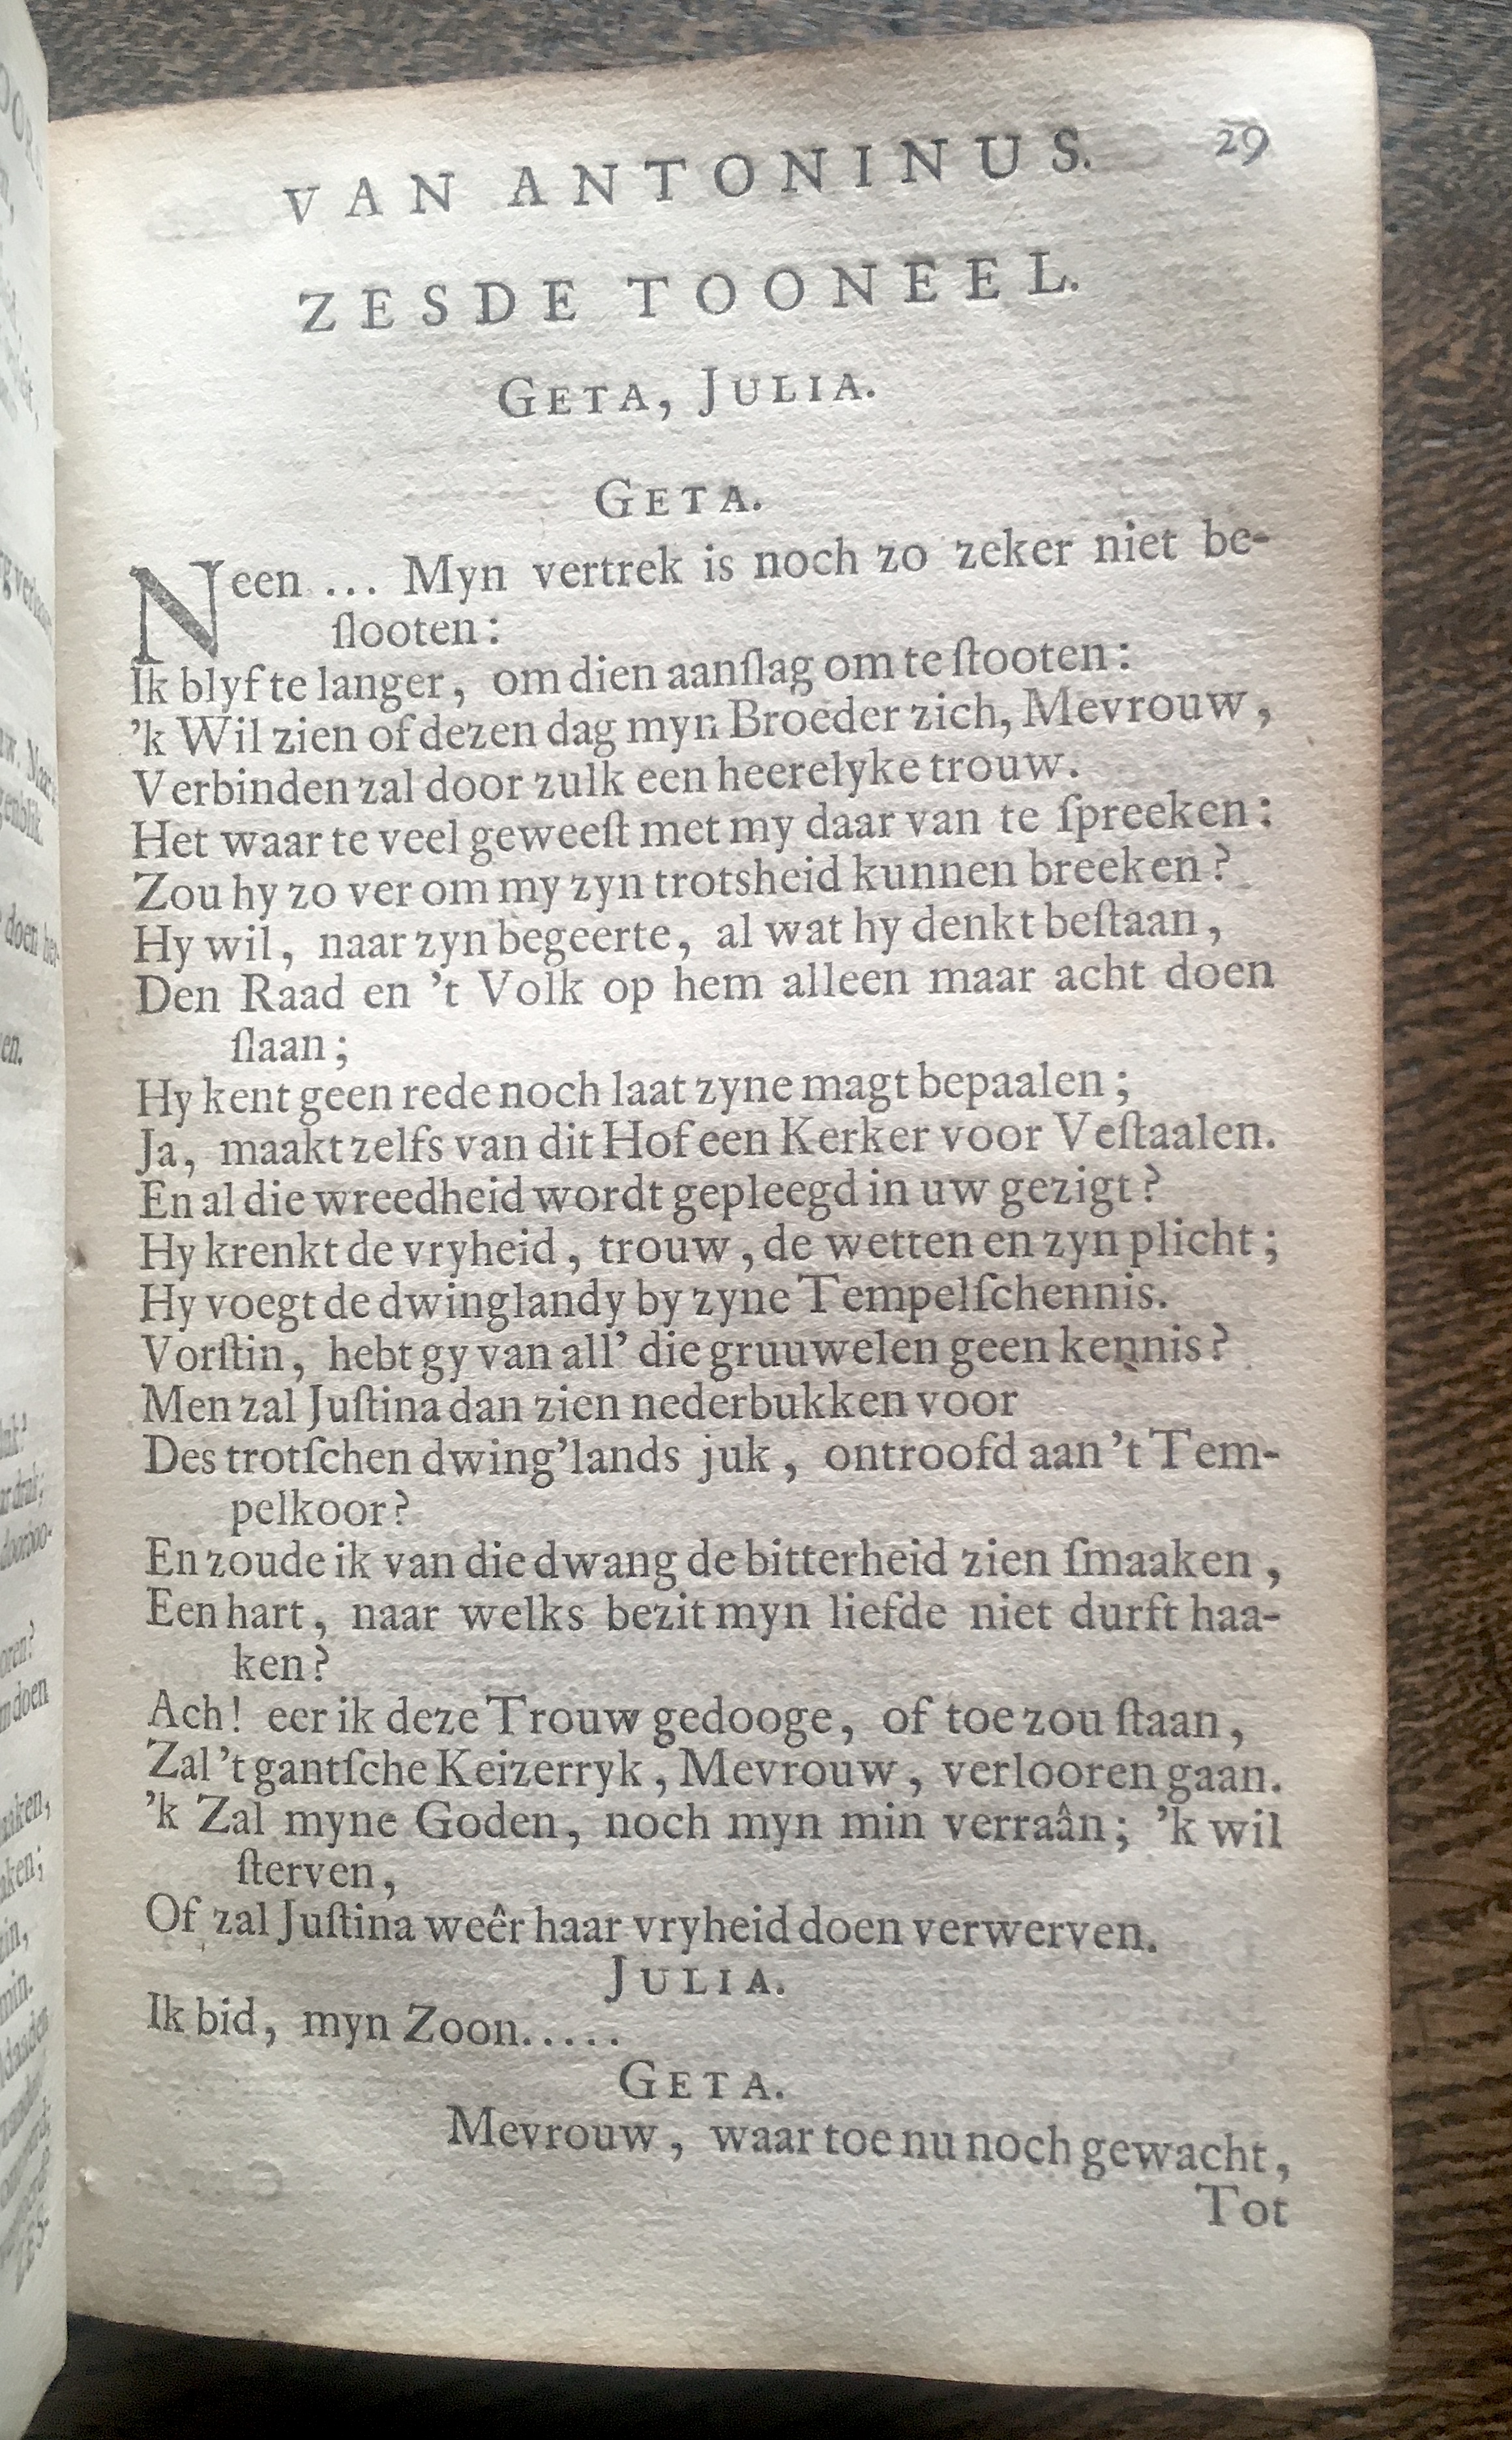 VAN ANTONINUS. 29
ZESDE TOONEEL.
GETA, JULIA.
GETA.
Neen ... Myn vertrek is noch zo zeker niet be-
ſlooten:
Ik blyf te langer, om dien aanſlag om te ſtooten:
'k Wil zien of dezen dag myn Broeder zich, Mevrouw,
Verbinden zal door zulk een heerelyke trouw.
Het waar te veel geweeſt met my daar van te ſpreeken:
Zou hy zo ver om my zyn trotsheid kunnen breeken?
Hy wil, naar zyn begeerte, al wat hy denkt beſtaan,
Den Raad en 't Volk op hem alleen maar acht doen
ſlaan;
Hy kent geen rede noch laat zyne magt bepaalen;
Ja, maakt zelfs van dit Hof een Kerker voor Veſtaalen.
En al die wreedheid wordt gepleegd in uw gezigt?
Hy krenkt de vryheid, trouw, de wetten en zyn plicht;
Hy voegt de dwinglandy by zyne Tempelſchennis.
Vorſtin, hebt gy van all' die gruuwelen geen kennis?
Men zal Juſtina dan zien nederbukken voor
Des trotſchen dwing'lands juk, ontroofd aan 't Tem-
pelkoor?
En zoude ik van die dwang de bitterheid zien ſmaaken,
Een hart, naar welks bezit myn liefde niet durft haa-
ken?
Ach! eer ik deze Trouw gedooge, of toe zou ſtaan,
Zal 't gantſche Keizerryk, Mevrouw, verlooren gaan.
'k Zal myne Goden, noch myn min verraân; 'k wil
ſterven,
Of zal Juſtina weêr haar vryheid doen verwerven.
JULIA.
Ik bid, myn Zoon.....
GETA.
Mevrouw, waar toe nu noch gewacht,
Tot